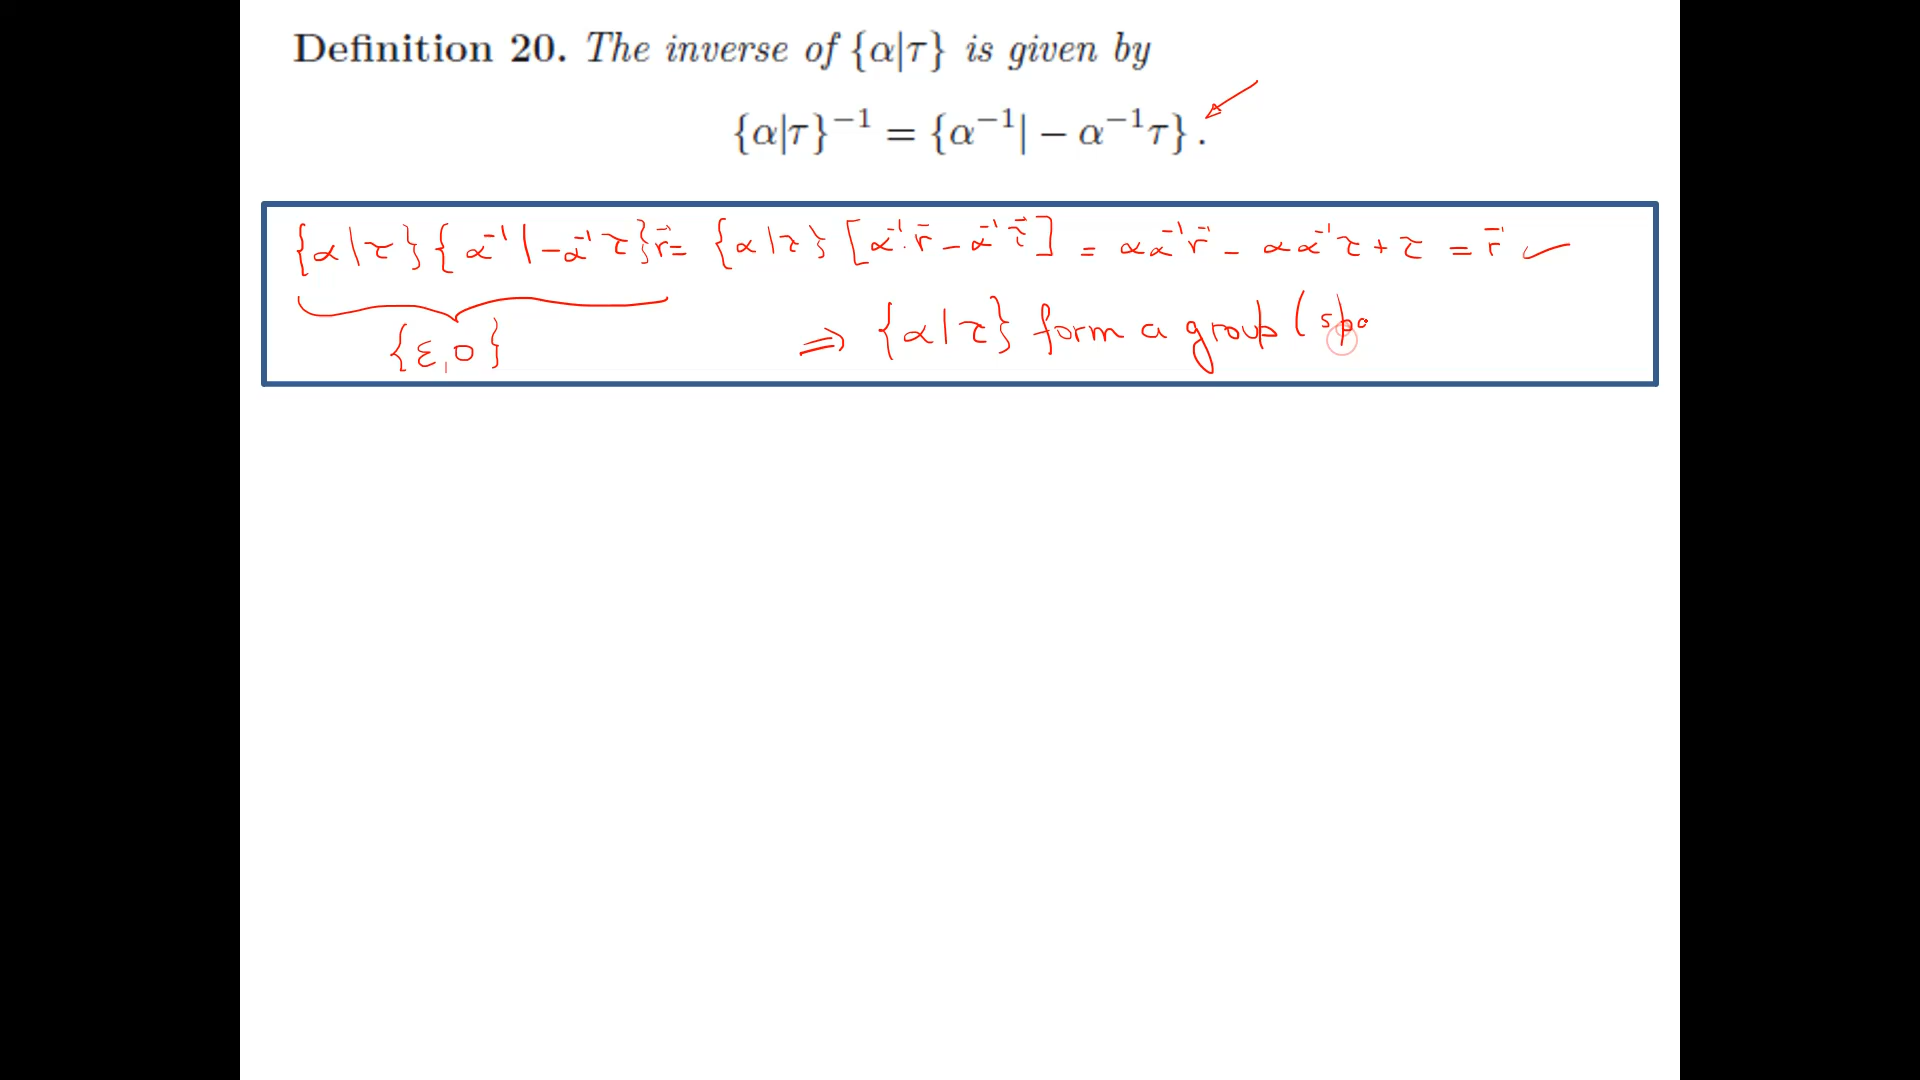 Definition 20. The inverse of {α|τ} is given by
{α|τ}⁻¹ = {α⁻¹| − α⁻¹τ} .
{α|τ} {α⁻¹|−α⁻¹τ} r⃗ = {α|τ} [α⁻¹·r⃗ − α⁻¹τ⃗] = αα⁻¹r⃗ − αα⁻¹τ + τ = r⃗ ✓
{ε,0} ⇒ {α|τ} form a group (spa